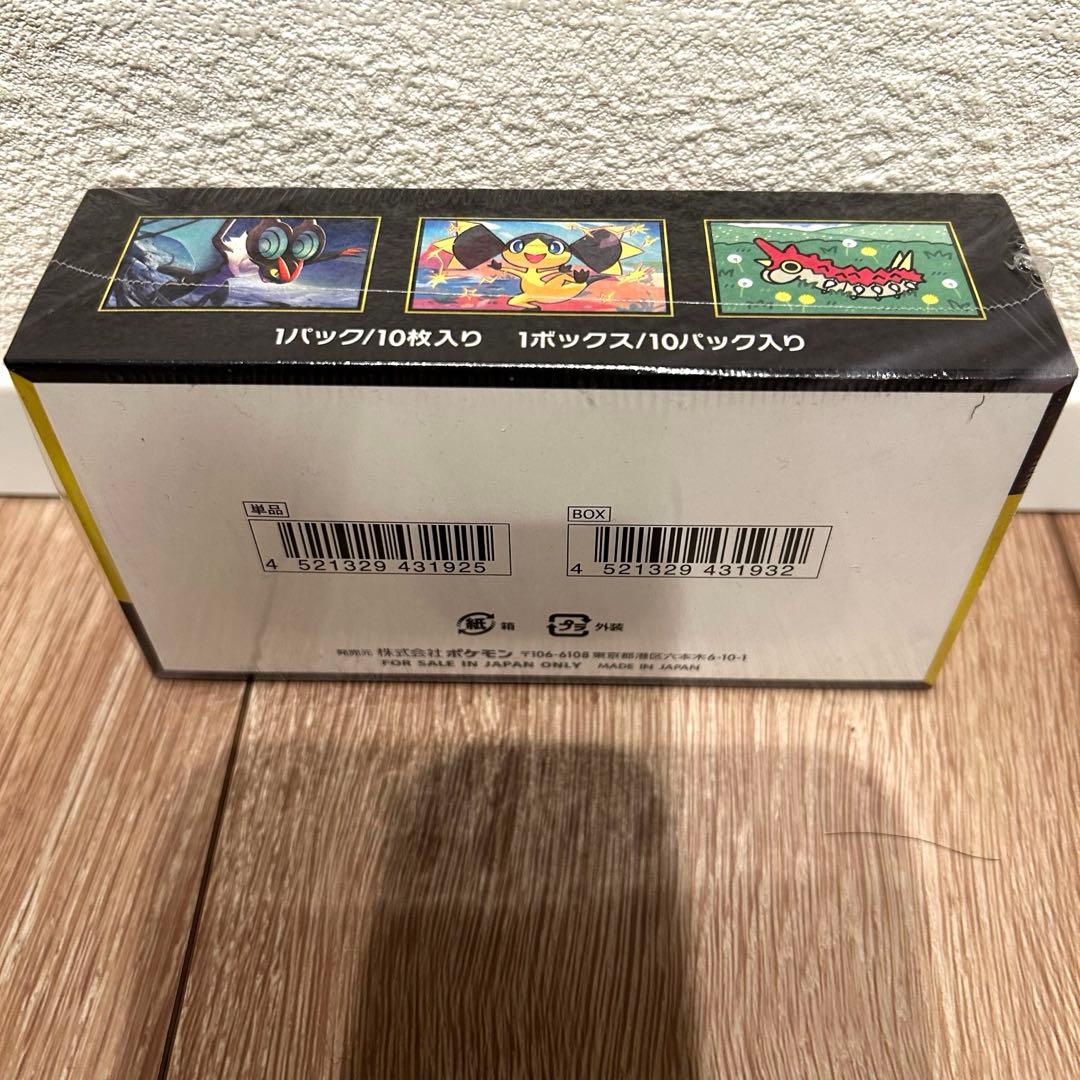 1パック/10枚入り 1ボックス/10パック入り
単品
4 521329 431925
BOX
4 521329 431932
紙 箱
プラ 外装
発売元 株式会社ポケモン 〒106-6108 東京都港区六本木6-10-1
FOR SALE IN JAPAN ONLY MADE IN JAPAN